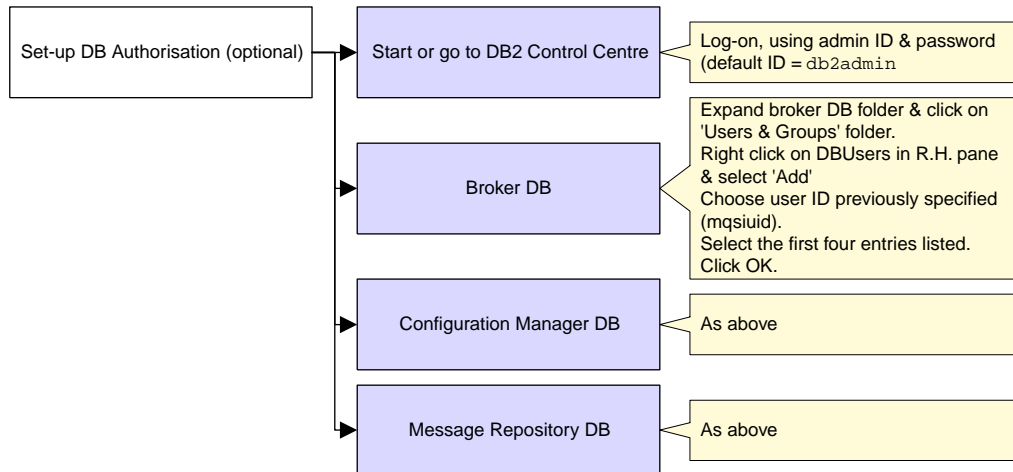 Set-up DB Authorisation (optional)
Start or go to DB2 Control Centre
Log-on, using admin ID & password
(default ID = db2admin
Broker DB
Expand broker DB folder & click on
'Users & Groups' folder.
Right click on DBUsers in R.H. pane
& select 'Add'
Choose user ID previously specified
(mqsiuid).
Select the first four entries listed.
Click OK.
Configuration Manager DB
As above
Message Repository DB
As above